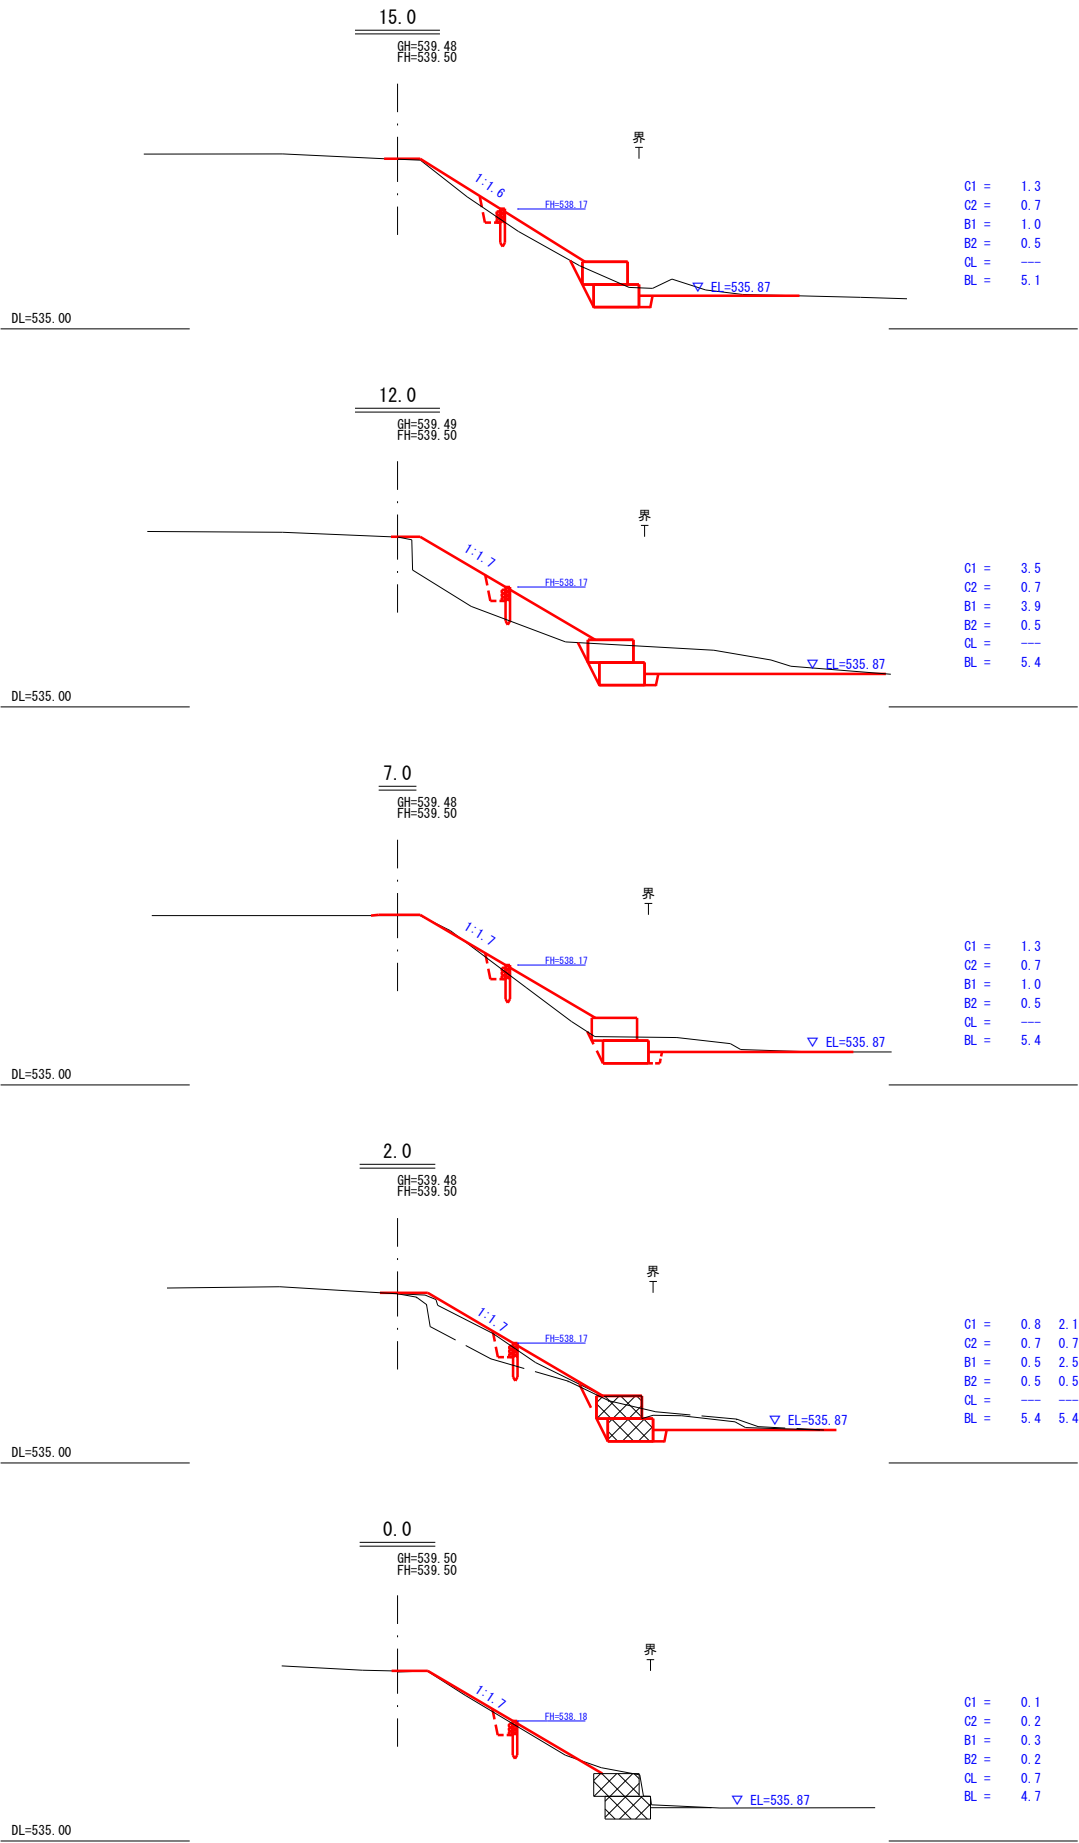 15.0
GH=539.48
FH=539.50
界
1:1.6
FH=538.17
C1 = 1.3
C2 = 0.7
B1 = 1.0
B2 = 0.5
CL = ---
BL = 5.1
▽ EL=535.87
DL=535.00
12.0
GH=539.49
FH=539.50
界
1:1.7
FH=538.17
C1 = 3.5
C2 = 0.7
B1 = 3.9
B2 = 0.5
CL = ---
BL = 5.4
▽ EL=535.87
DL=535.00
7.0
GH=539.48
FH=539.50
界
1:1.7
FH=538.17
C1 = 1.3
C2 = 0.7
B1 = 1.0
B2 = 0.5
CL = ---
BL = 5.4
▽ EL=535.87
DL=535.00
2.0
GH=539.48
FH=539.50
界
1:1.7
FH=538.17
C1 = 0.8 2.1
C2 = 0.7 0.7
B1 = 0.5 2.5
B2 = 0.5 0.5
CL = --- ---
BL = 5.4 5.4
▽ EL=535.87
DL=535.00
0.0
GH=539.50
FH=539.50
界
1:1.7
FH=538.18
C1 = 0.1
C2 = 0.2
B1 = 0.3
B2 = 0.2
CL = 0.7
BL = 4.7
▽ EL=535.87
DL=535.00